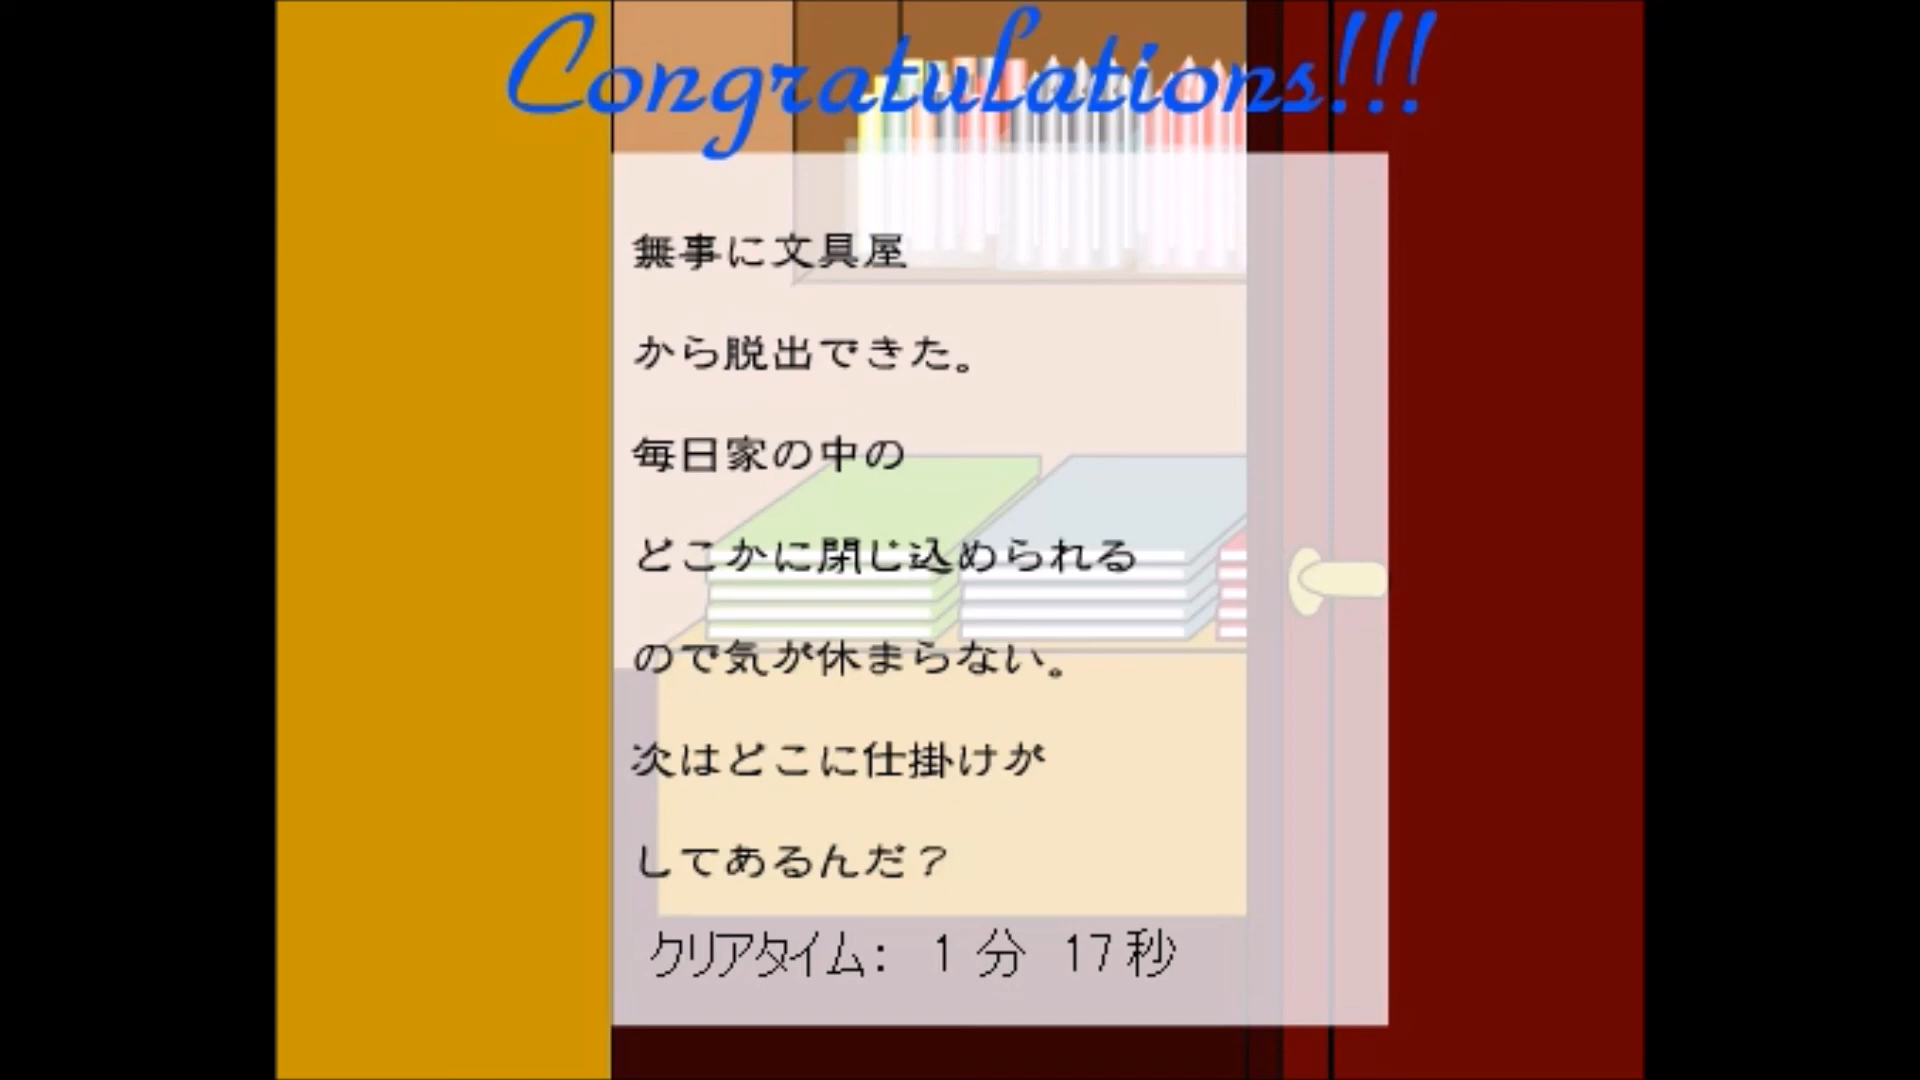 Congratulations!!!
無事に文具屋
から脱出できた。
毎日家の中の
どこかに閉じ込められる
ので気が休まらない。
次はどこに仕掛けが
してあるんだ？
クリアタイム： 1 分 17 秒